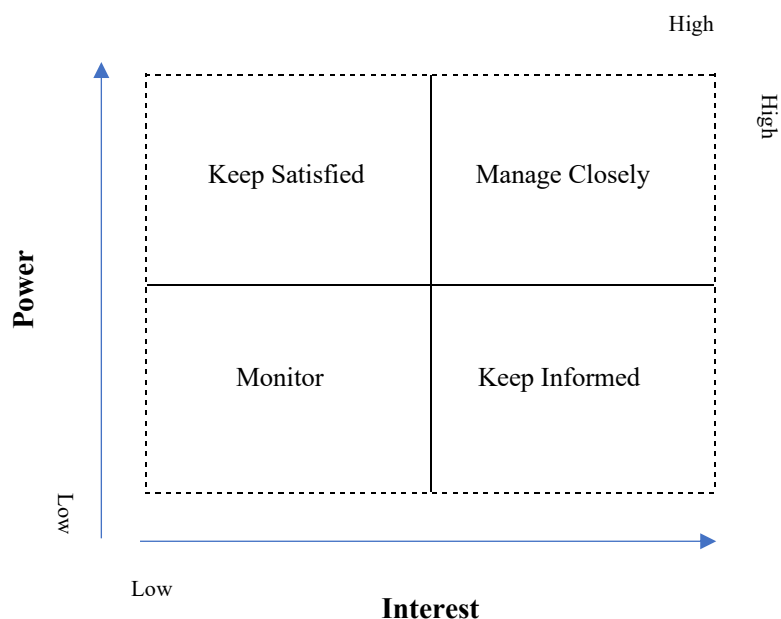 High
High
Keep Satisfied
Manage Closely
Power
Monitor
Keep Informed
Low
Low
Interest